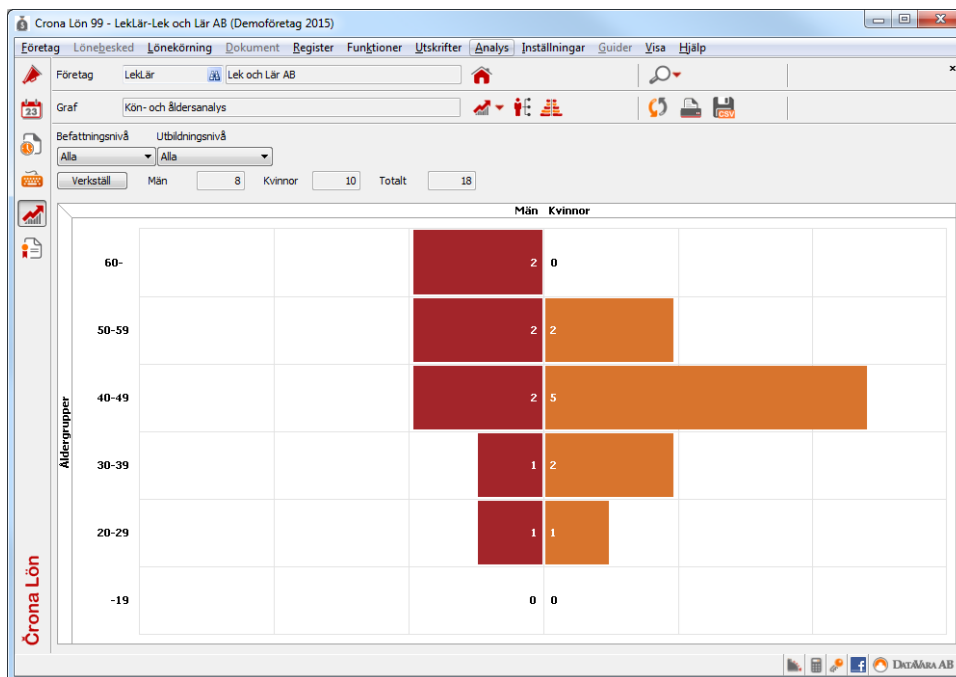 Crona Lön 99 - LekLär-Lek och Lär AB (Demoföretag 2015)
Företag Lönebesked Lönekörning Dokument Register Funktioner Utskrifter Analys Inställningar Guider Visa Hjälp
Företag LekLär Lek och Lär AB
23 Graf Kön- och åldersanalys CSV
Befattningsnivå Utbildningsnivå
Alla Alla
Verkställ Män 8 Kvinnor 10 Totalt 18
Män Kvinnor
60- 2 0
50-59 2 2
40-49 2 5
30-39 1 2
20-29 1 1
-19 0 0
Åldergrupper
Crona Lön
f DATAVARA AB